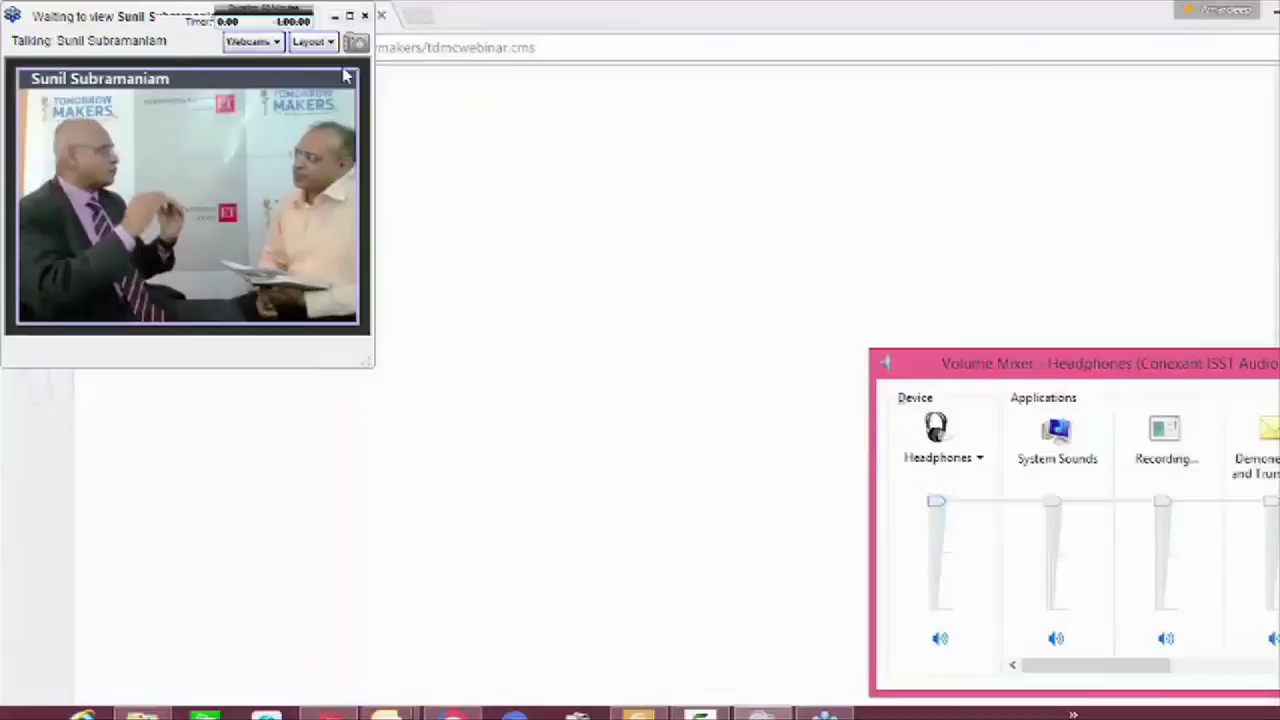 Waiting to view Sunil
Timer: 0:00 -1:00:00
Talking: Sunil Subramaniam
Webcams
Layout
makers/tdmcwebinar.cms
Sunil Subramaniam
TOMORROW
MAKERS
ET
TOMORROW
MAKERS
ET
Volume Mixer - Headphones (Conexant ISST Audio
Device
Applications
Headphones
System Sounds
Recording...